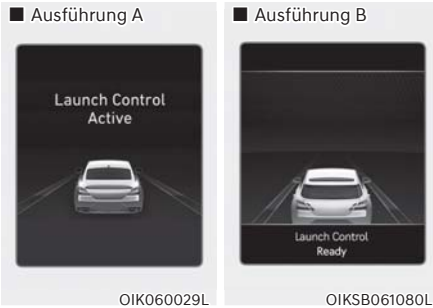 ■ Ausführung A
Launch Control
Active
OIK060029L
■ Ausführung B
Launch Control
Ready
OIKSB061080L